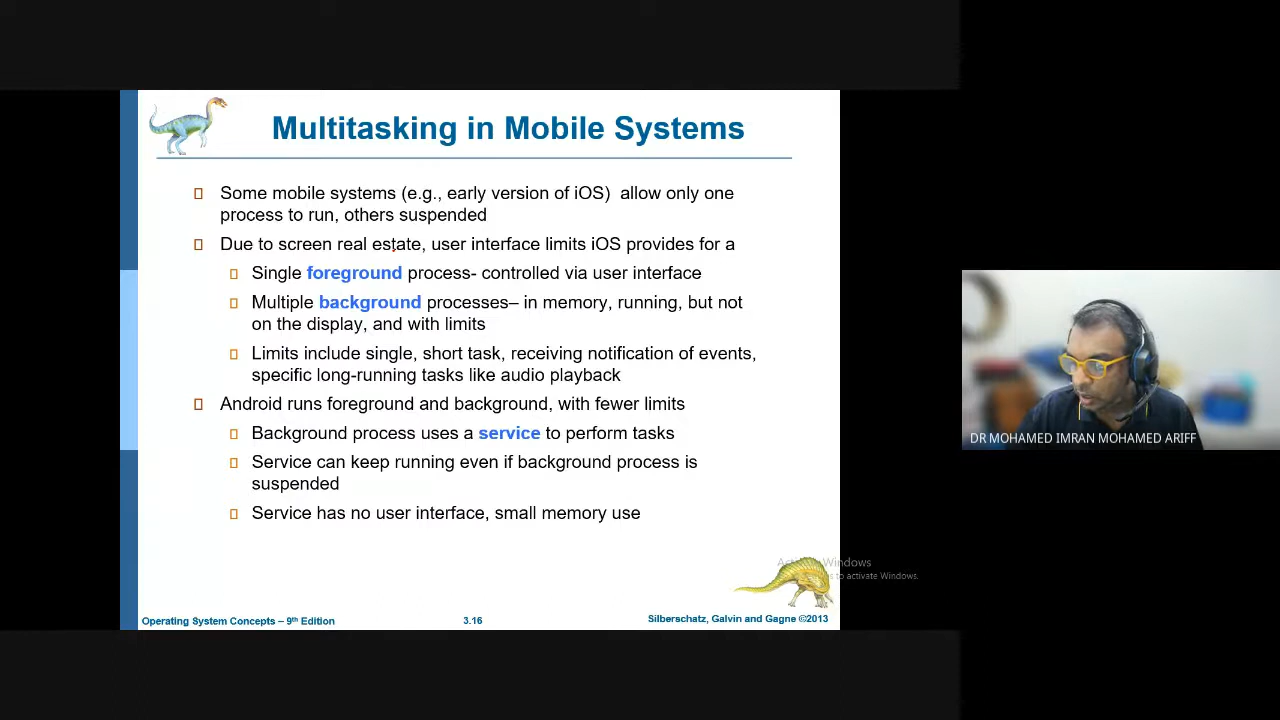 Multitasking in Mobile Systems
Some mobile systems (e.g., early version of iOS) allow only one
process to run, others suspended
Due to screen real estate, user interface limits iOS provides for a
Single foreground process- controlled via user interface
Multiple background processes– in memory, running, but not
on the display, and with limits
Limits include single, short task, receiving notification of events,
specific long-running tasks like audio playback
Android runs foreground and background, with fewer limits
Background process uses a service to perform tasks
Service can keep running even if background process is
suspended
Service has no user interface, small memory use
Windows
to activate Windows.
Operating System Concepts – 9th Edition
3.16
Silberschatz, Galvin and Gagne ©2013
DR MOHAMED IMRAN MOHAMED ARIFF